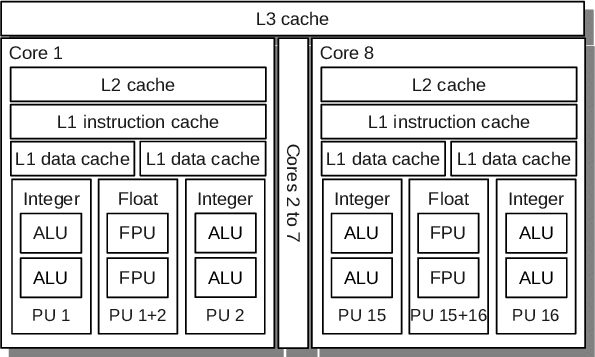 L3 cache
Core 1
L2 cache
L1 instruction cache
L1 data cache
L1 data cache
Integer
Float
Integer
ALU
FPU
ALU
ALU
FPU
ALU
PU 1
PU 1+2
PU 2
Cores 2 to 7
Core 8
L2 cache
L1 instruction cache
L1 data cache
L1 data cache
Integer
Float
Integer
ALU
FPU
ALU
ALU
FPU
ALU
PU 15
PU 15+16
PU 16